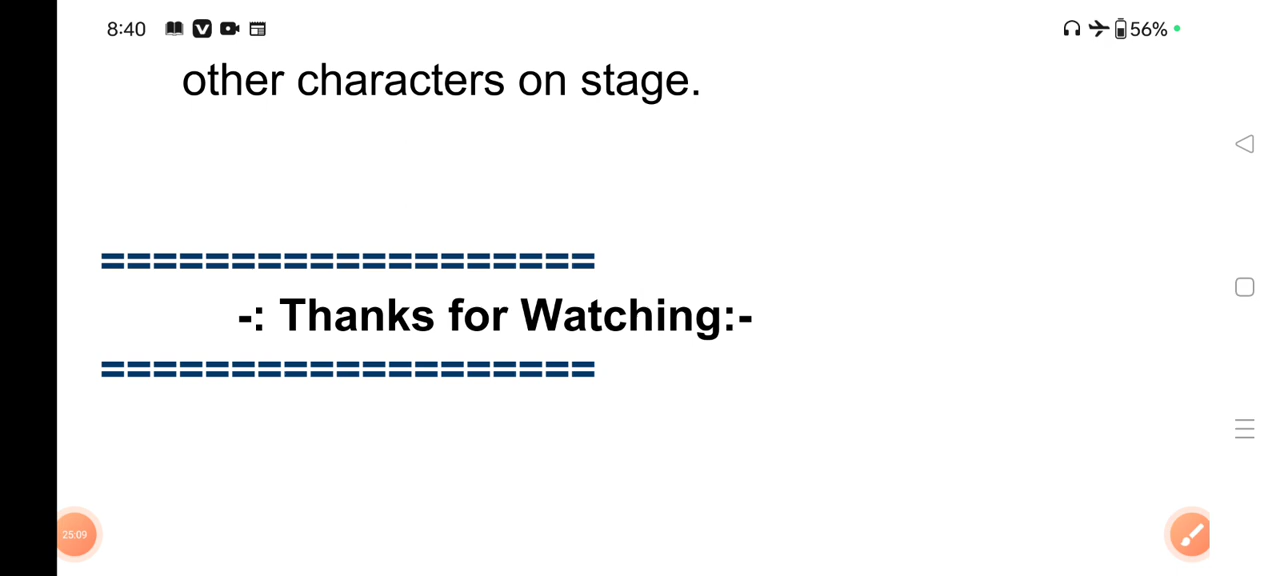 8:40 56%
other characters on stage.
===================
-: Thanks for Watching:-
===================
25:09